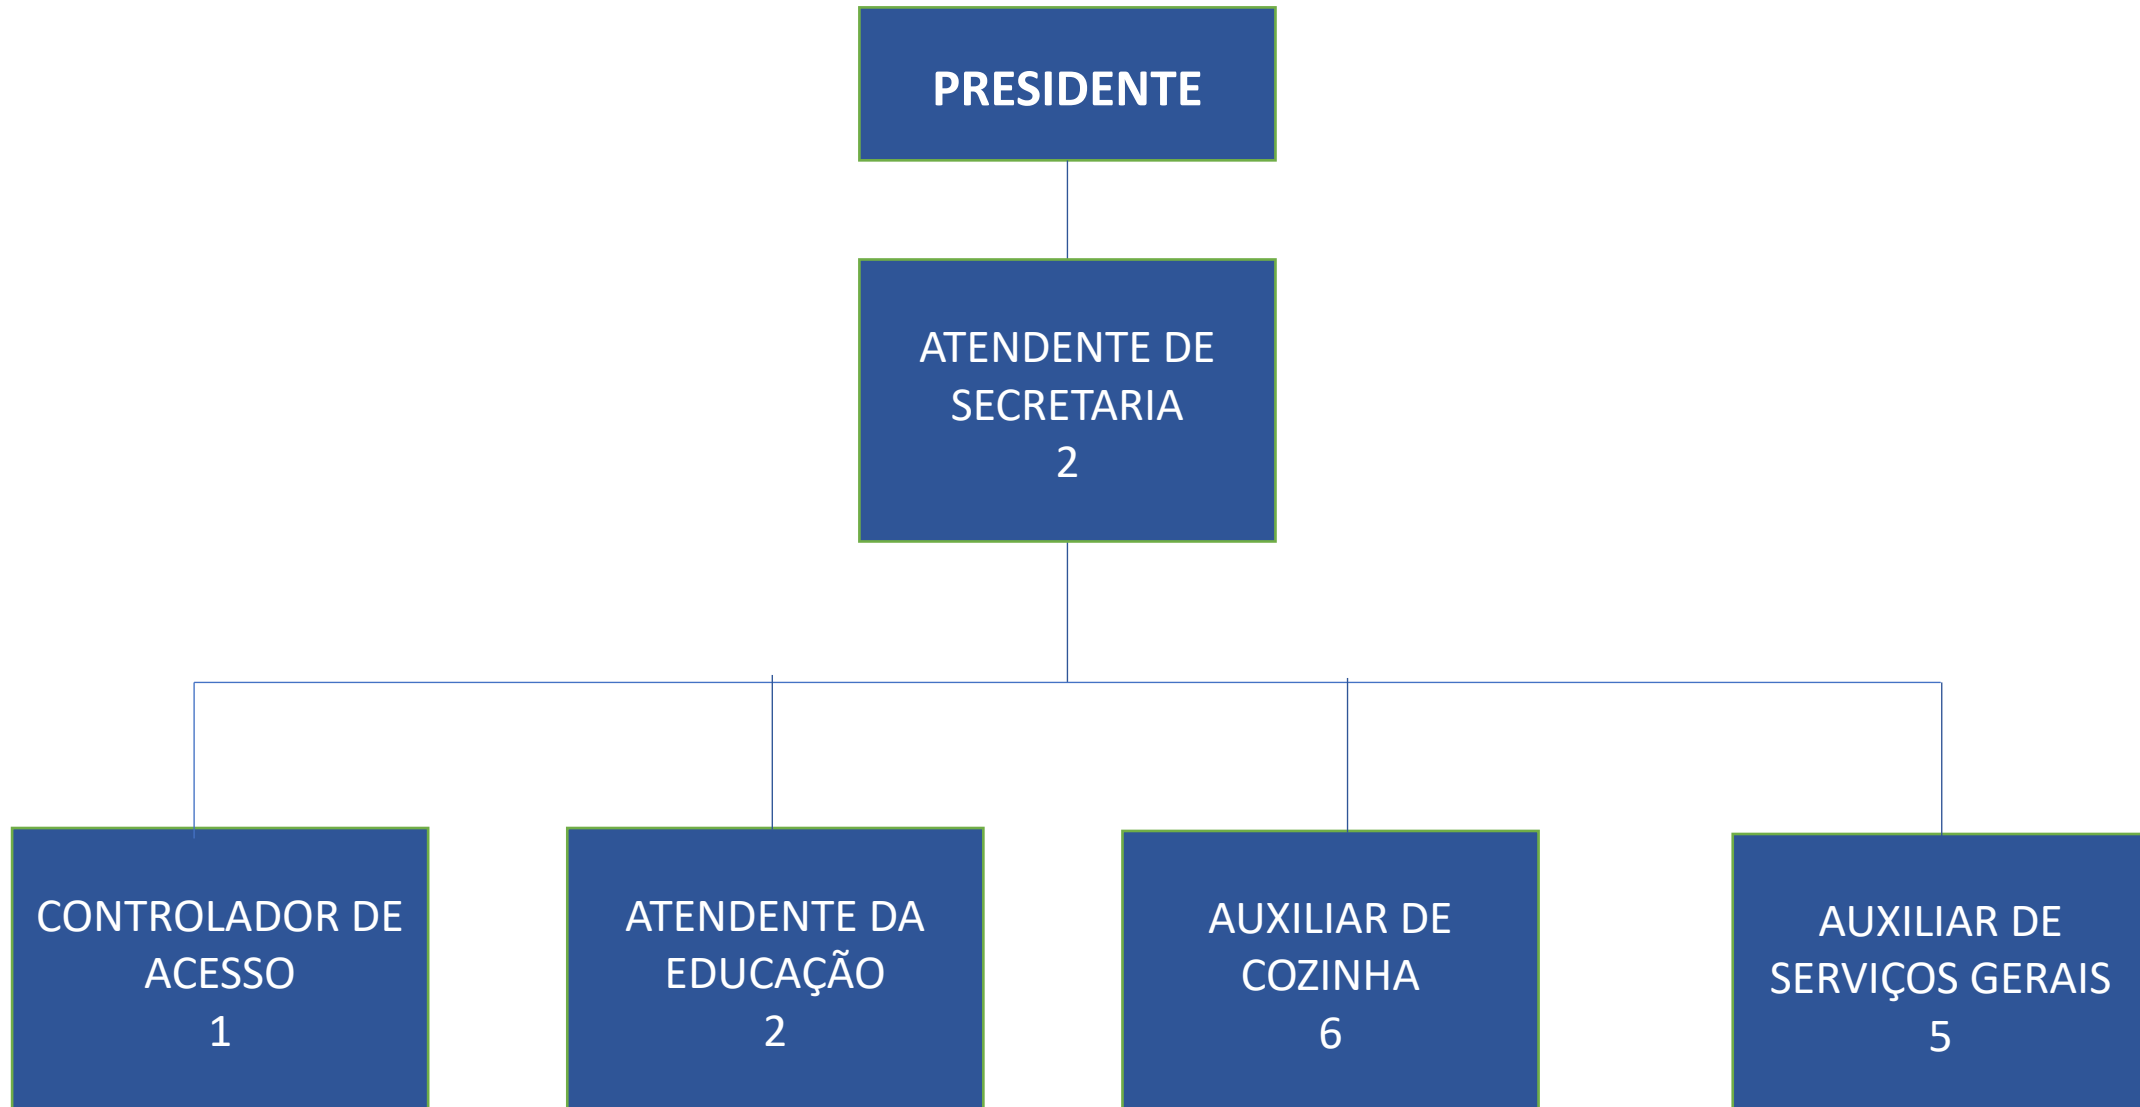 PRESIDENTE
ATENDENTE DE
SECRETARIA
2
CONTROLADOR DE
ACESSO
1
ATENDENTE DA
EDUCAÇÃO
2
AUXILIAR DE
COZINHA
6
AUXILIAR DE
SERVIÇOS GERAIS
5